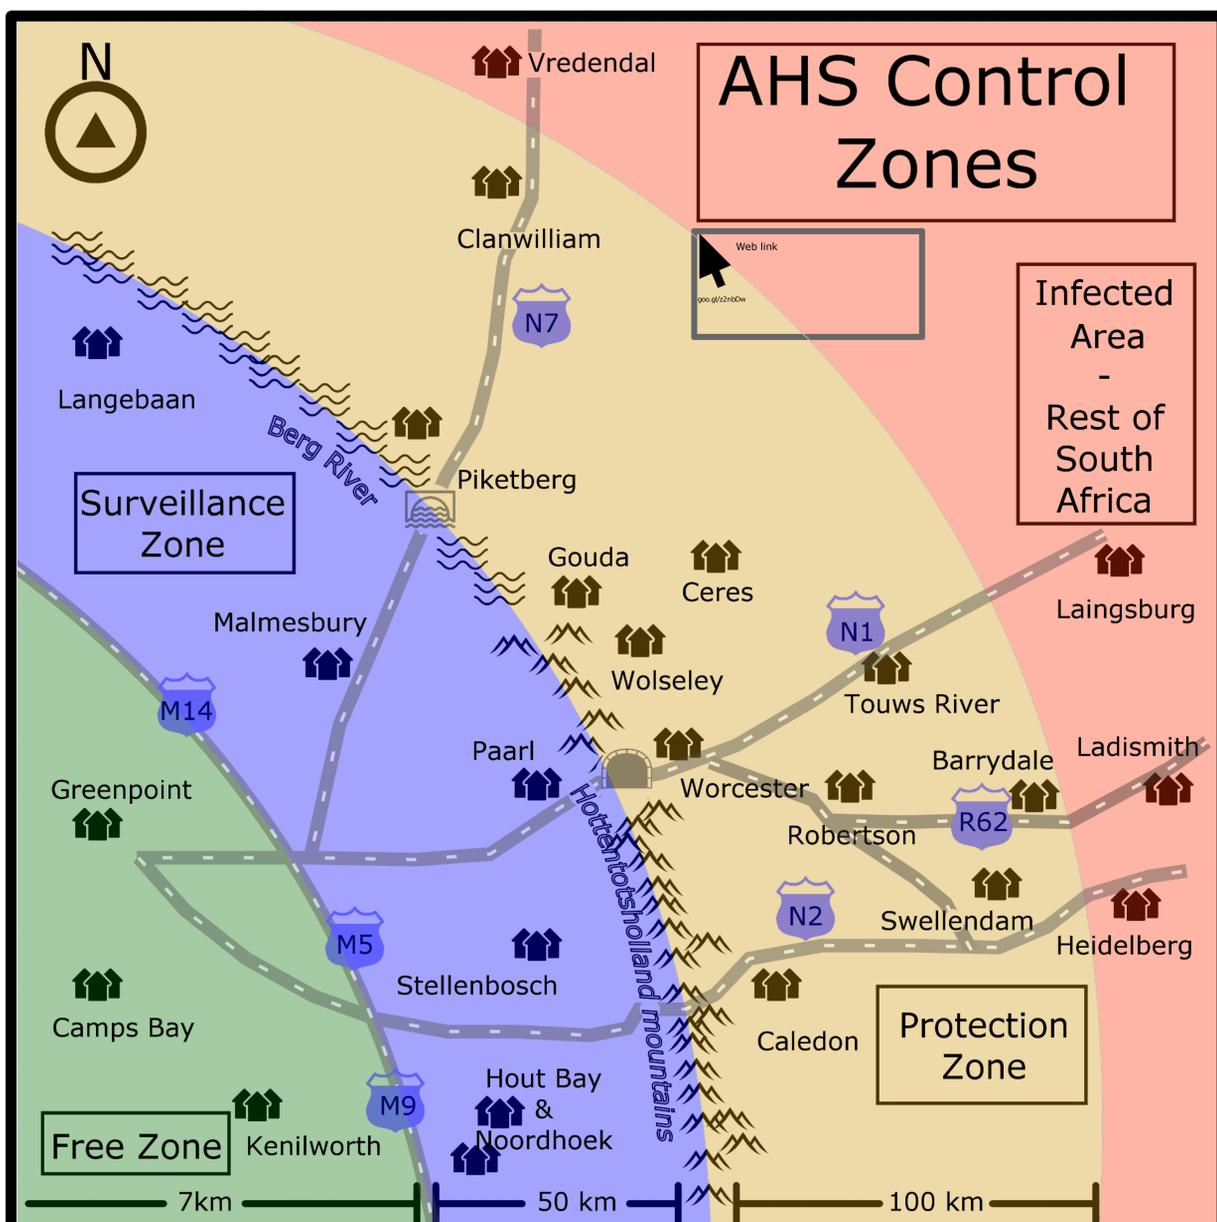 N
Vredendal
AHS Control
Zones
Clanwilliam
Web link
goo.gl/z2nbDw
N7
Infected
Area
-
Rest of
South
Africa
Langebaan
Berg River
Piketberg
Surveillance
Zone
Gouda
Ceres
Laingsburg
Malmesbury
N1
Wolseley
Touws River
M14
Paarl
Barrydale
Ladismith
Greenpoint
Worcester
R62
Robertson
Hottentotsholland mountains
N2
Swellendam
Heidelberg
M5
Stellenbosch
Camps Bay
Caledon
Protection
Zone
Hout Bay
&
Noordhoek
M9
Free Zone
Kenilworth
7km
50 km
100 km